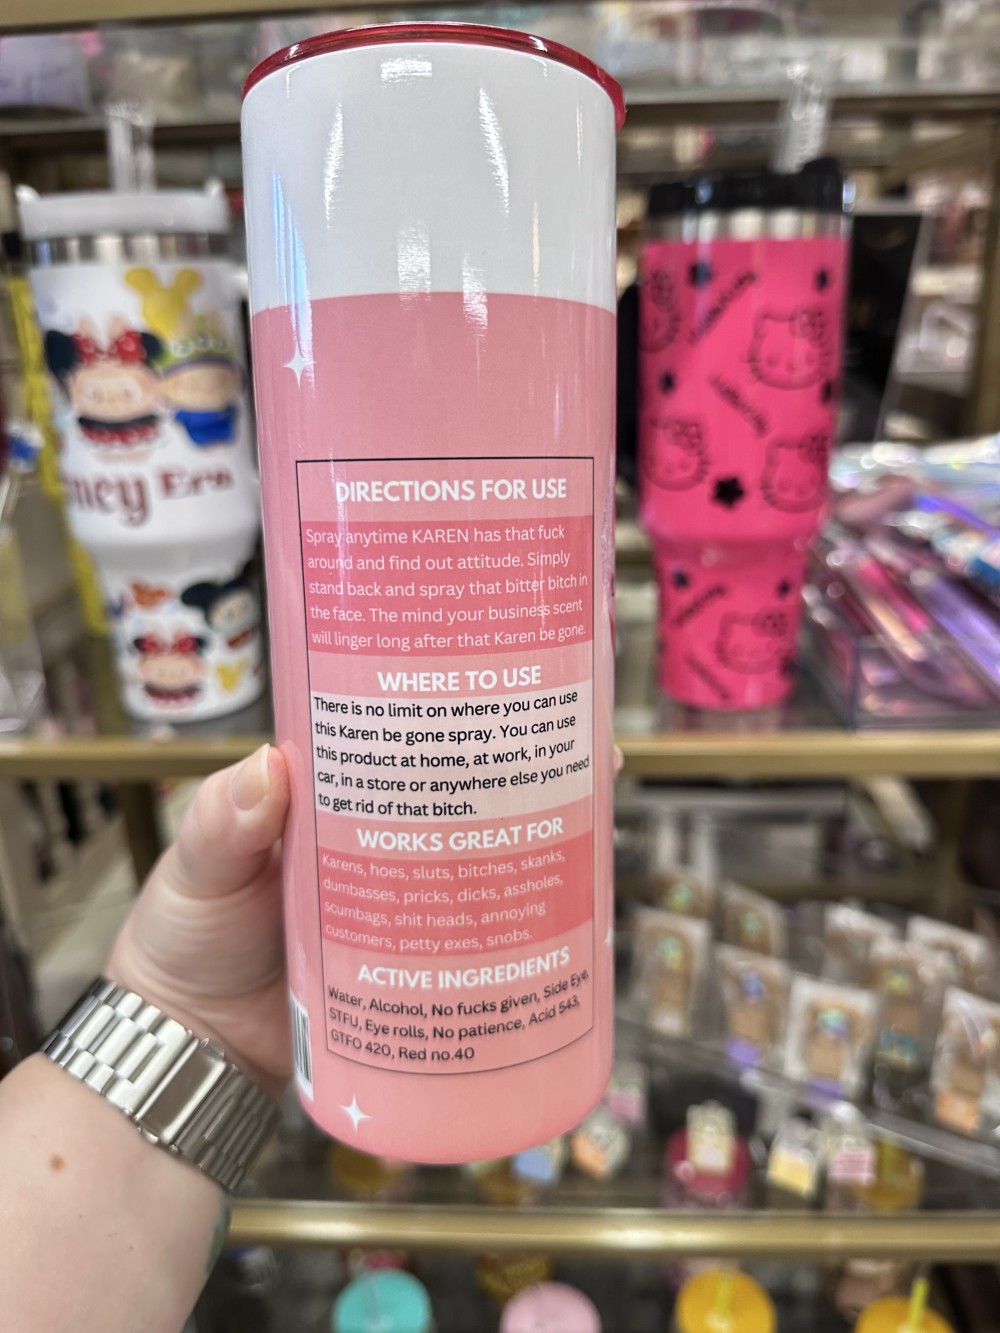 DIRECTIONS FOR USE
Spray anytime KAREN has that fuck
around and find out attitude. Simply
stand back and spray that bitter bitch in
the face. The mind your business scent
will linger long after that Karen be gone.
WHERE TO USE
There is no limit on where you can use
this Karen be gone spray. You can use
this product at home, at work, in your
car, in a store or anywhere else you need
to get rid of that bitch.
WORKS GREAT FOR
Karens, hoes, sluts, bitches, skanks,
dumbasses, pricks, dicks, assholes,
scumbags, shit heads, annoying
customers, petty exes, snobs.
ACTIVE INGREDIENTS
Water, Alcohol, No fucks given, Side Eye,
STFU, Eye rolls, No patience, Acid 543,
GTFO 420, Red no.40
Era